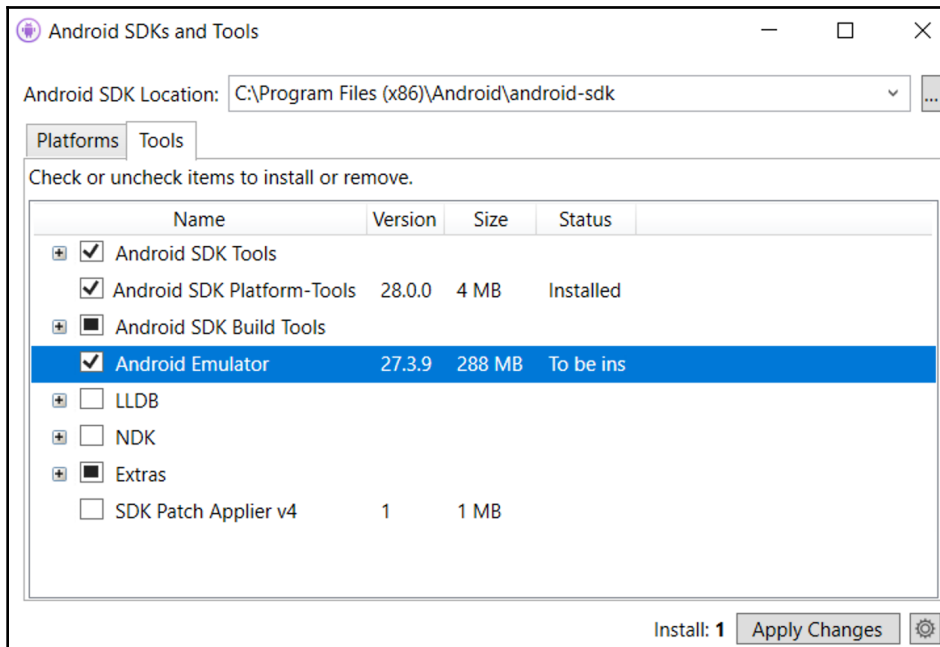 Android SDKs and Tools
Android SDK Location: C:\Program Files (x86)\Android\android-sdk ...
Platforms Tools
Check or uncheck items to install or remove.
Name Version Size Status
Android SDK Tools
Android SDK Platform-Tools 28.0.0 4 MB Installed
Android SDK Build Tools
Android Emulator 27.3.9 288 MB To be ins
LLDB
NDK
Extras
SDK Patch Applier v4 1 1 MB
Install: 1 Apply Changes